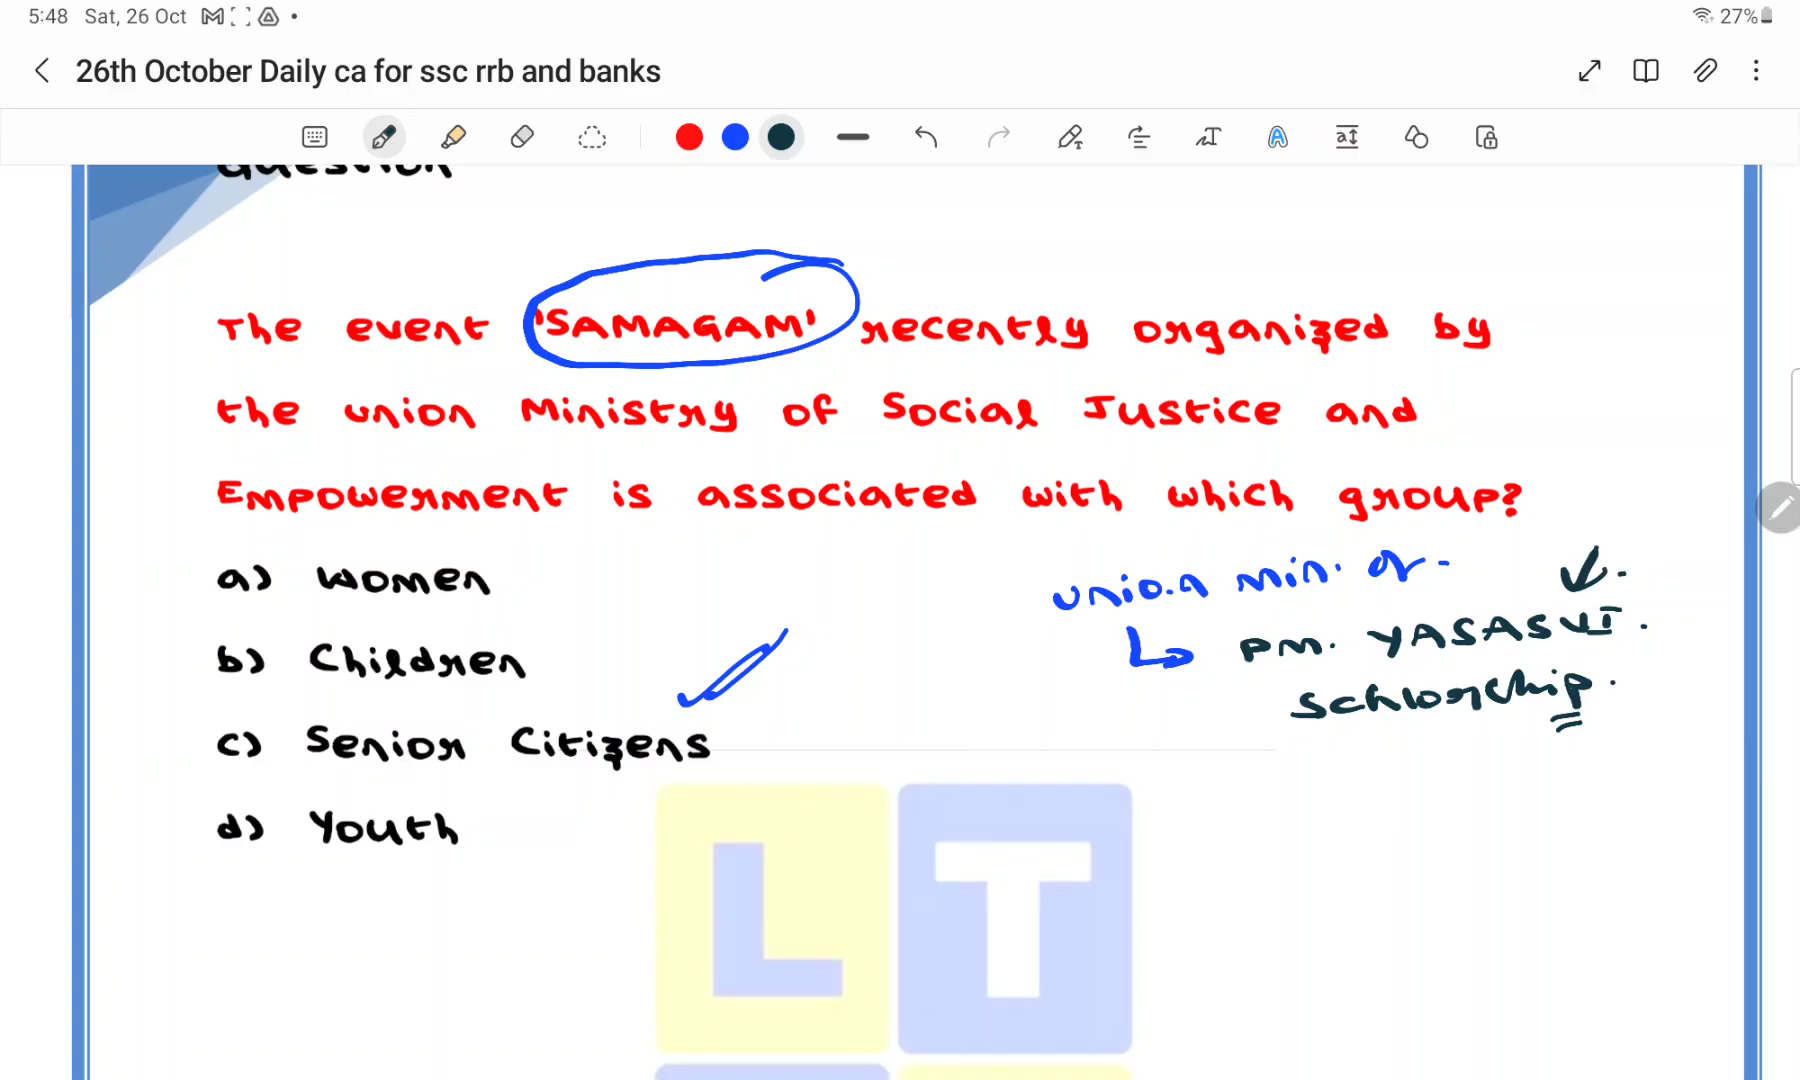 5:48 Sat, 26 Oct
27%
26th October Daily ca for ssc rrb and banks
Question
The event 'SAMAGAM' recently organized by
the union Ministry of Social Justice and
Empowerment is associated with which group?
a) Women
b) Children
c) Senior Citizens
d) Youth
union min. of
pm. YASASVI.
Schlorship.
L T